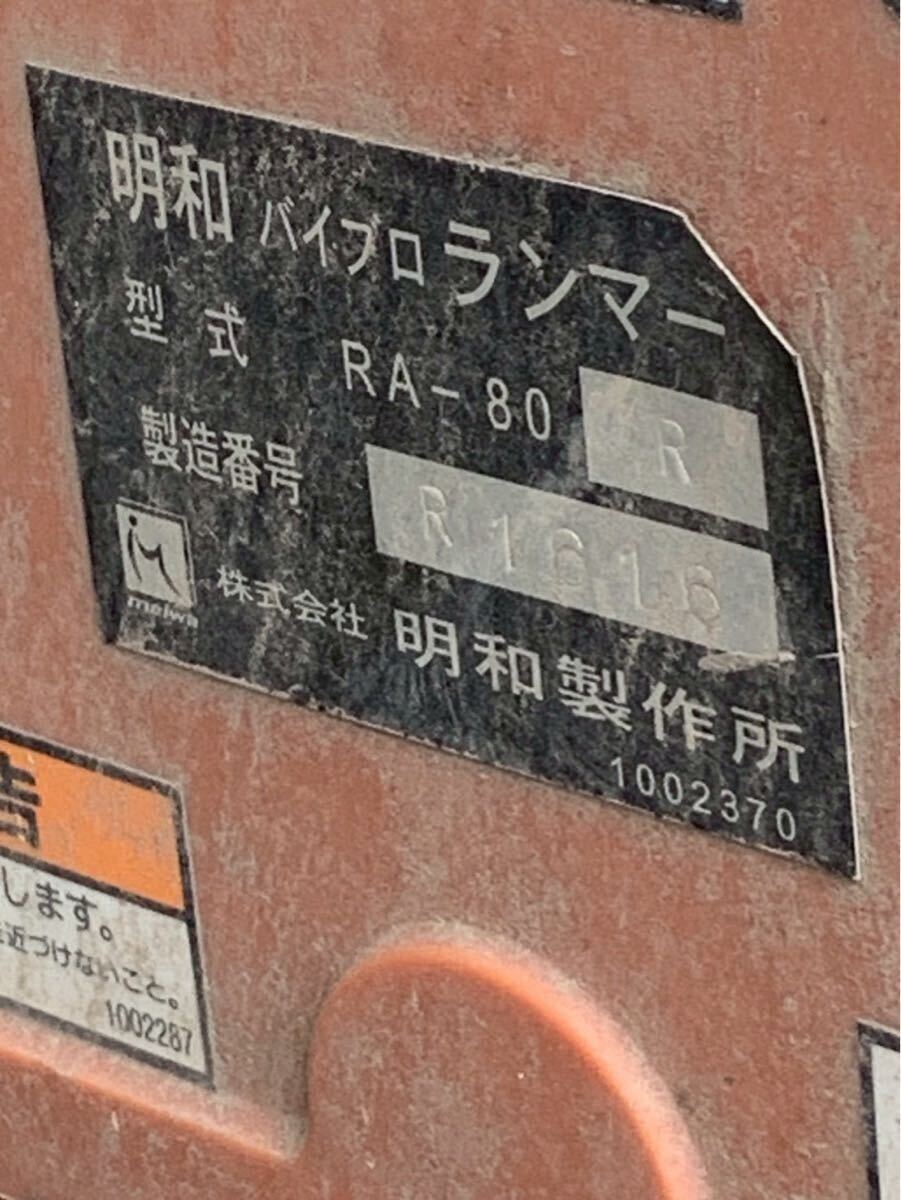 明和 バイブロ ランマー
型式 RA-80 R
製造番号 R1616
meiwa
株式会社 明和製作所
1002370
告
します。
近づけないこと。
1002287